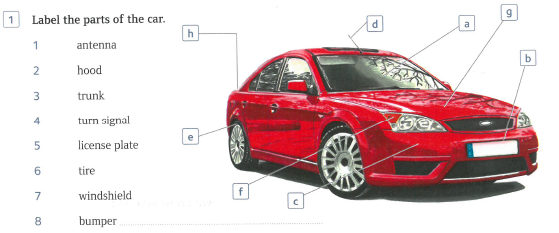 1 Label the parts of the car.
1 antenna
2 hood
3 trunk
4 turn signal
5 license plate
6 tire
7 windshield
8 bumper
h
d
g
a
b
e
f
c